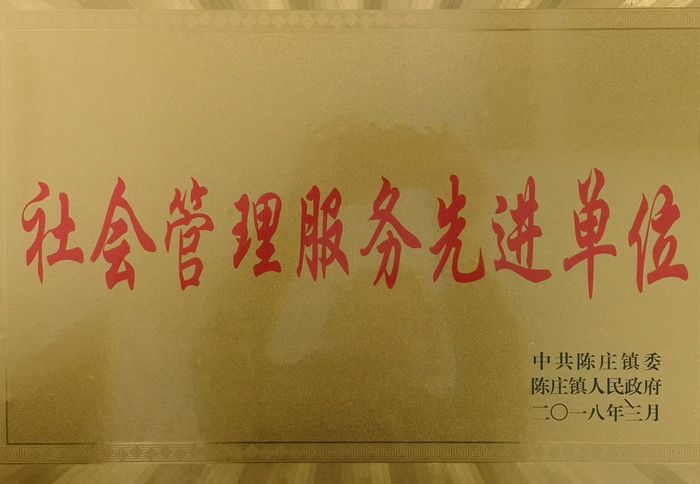 社会管理服务先进单位
中共陈庄镇委
陈庄镇人民政府
二〇一八年三月